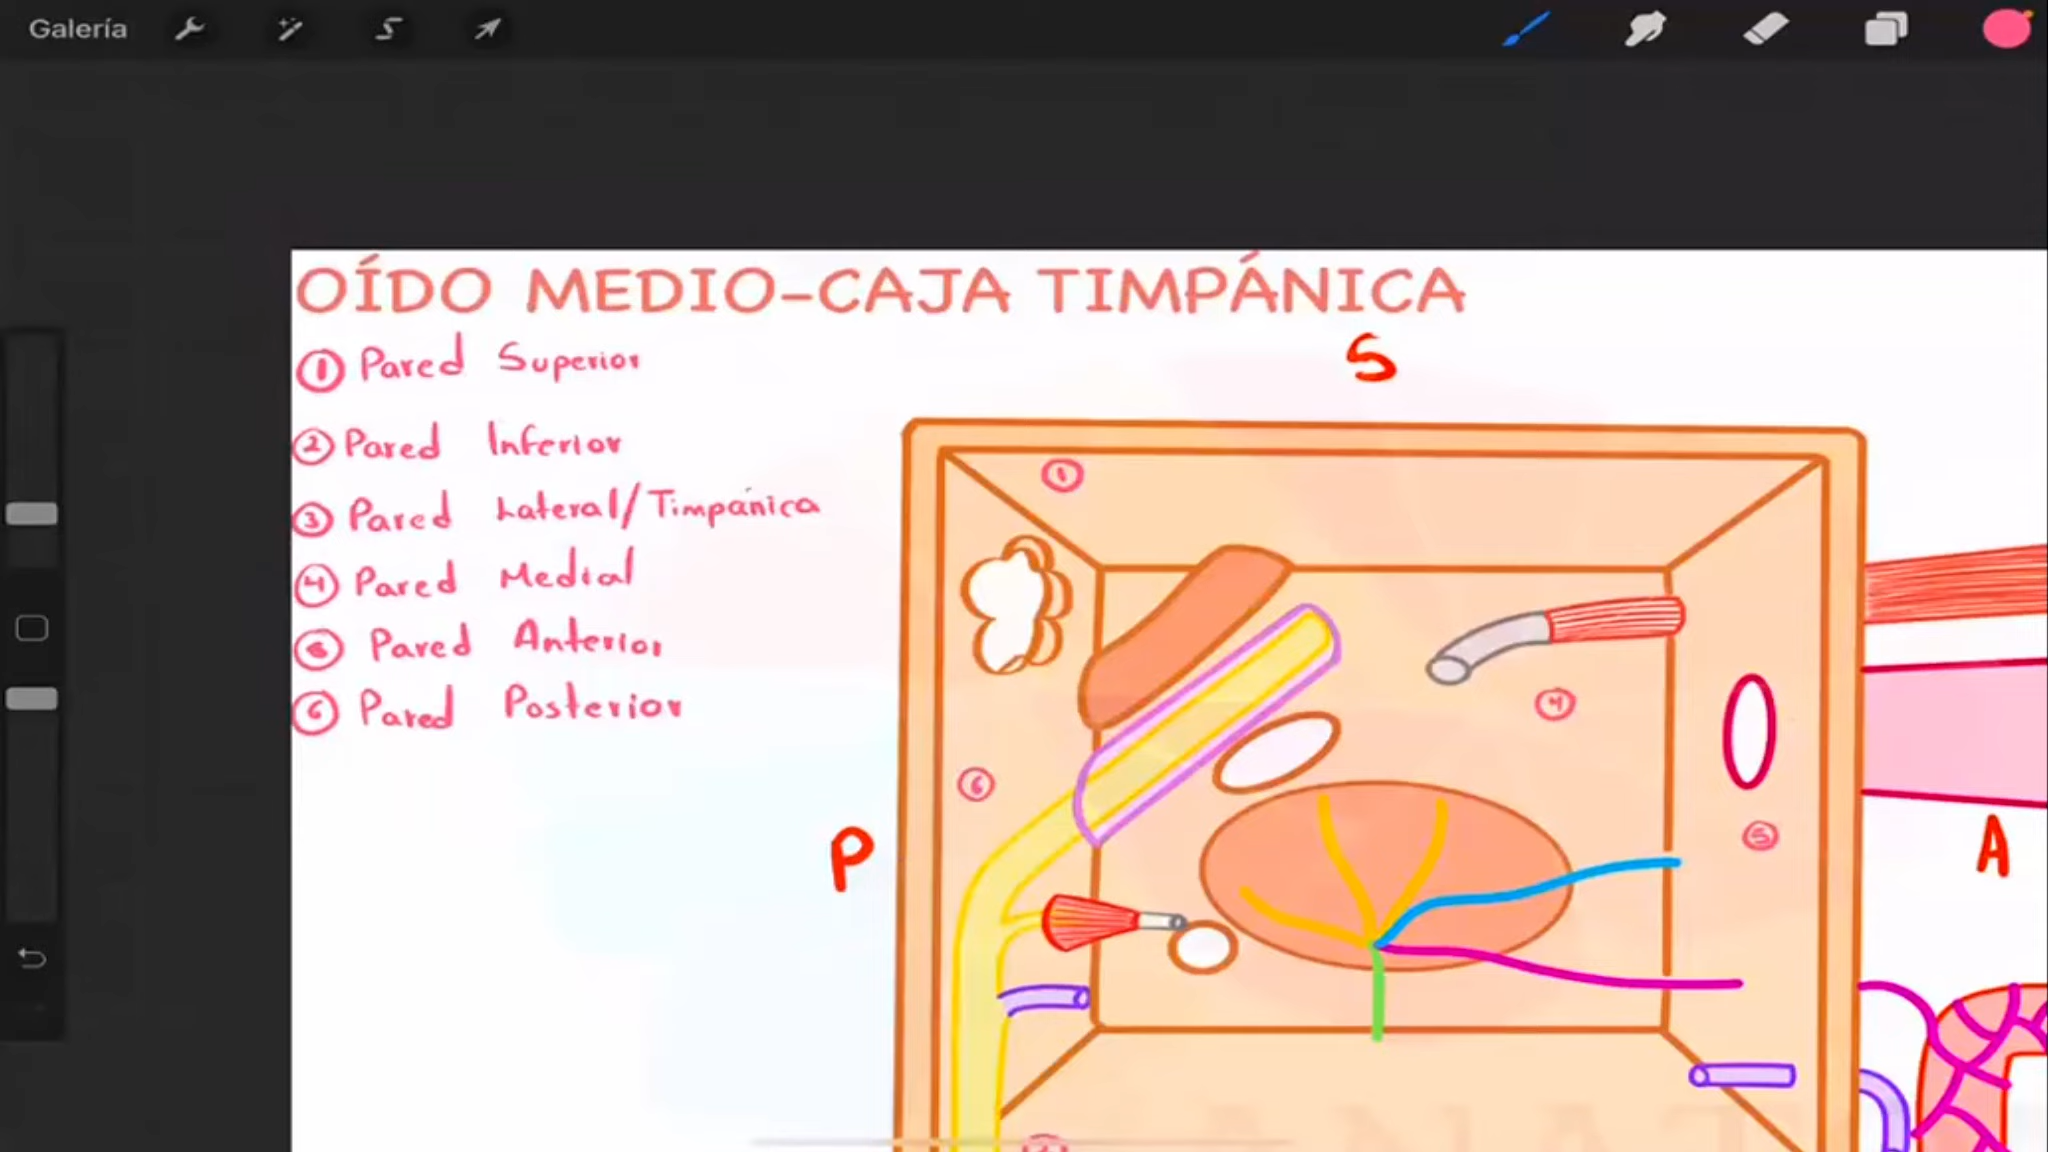 Galería
OÍDO MEDIO-CAJA TIMPÁNICA
① Pared Superior
② Pared Inferior
③ Pared Lateral/Timpánica
④ Pared Medial
⑤ Pared Anterior
⑥ Pared Posterior
S
①
④
⑥
⑤
P
A